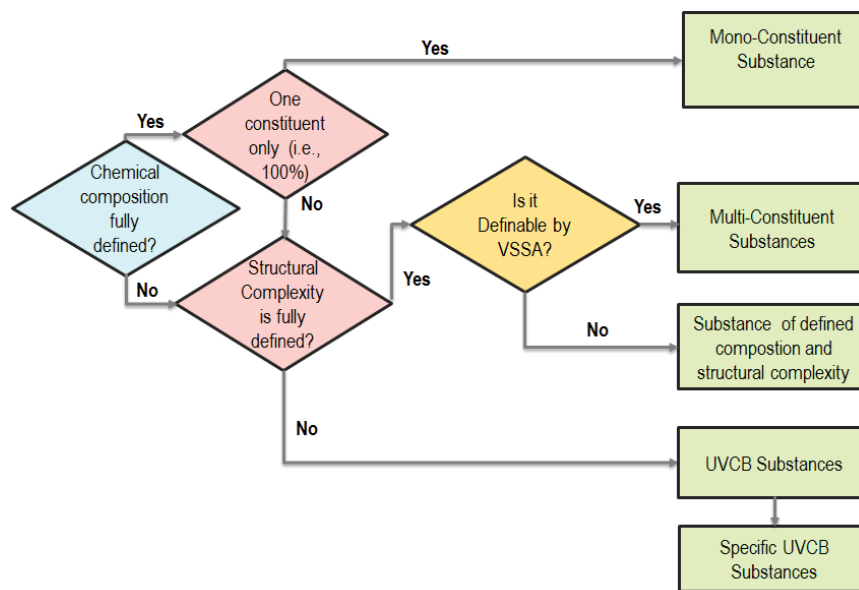 Yes
Mono-Constituent
Substance
One
constituent
only (i.e.,
100%)
Yes
Chemical
composition
fully
defined?
No
Is it
Definable by
VSSA?
Yes
Multi-Constituent
Substances
No
Structural
Complexity
is fully
defined?
Yes
No
Substance of defined
compostion and
structural complexity
No
UVCB Substances
Specific UVCB
Substances